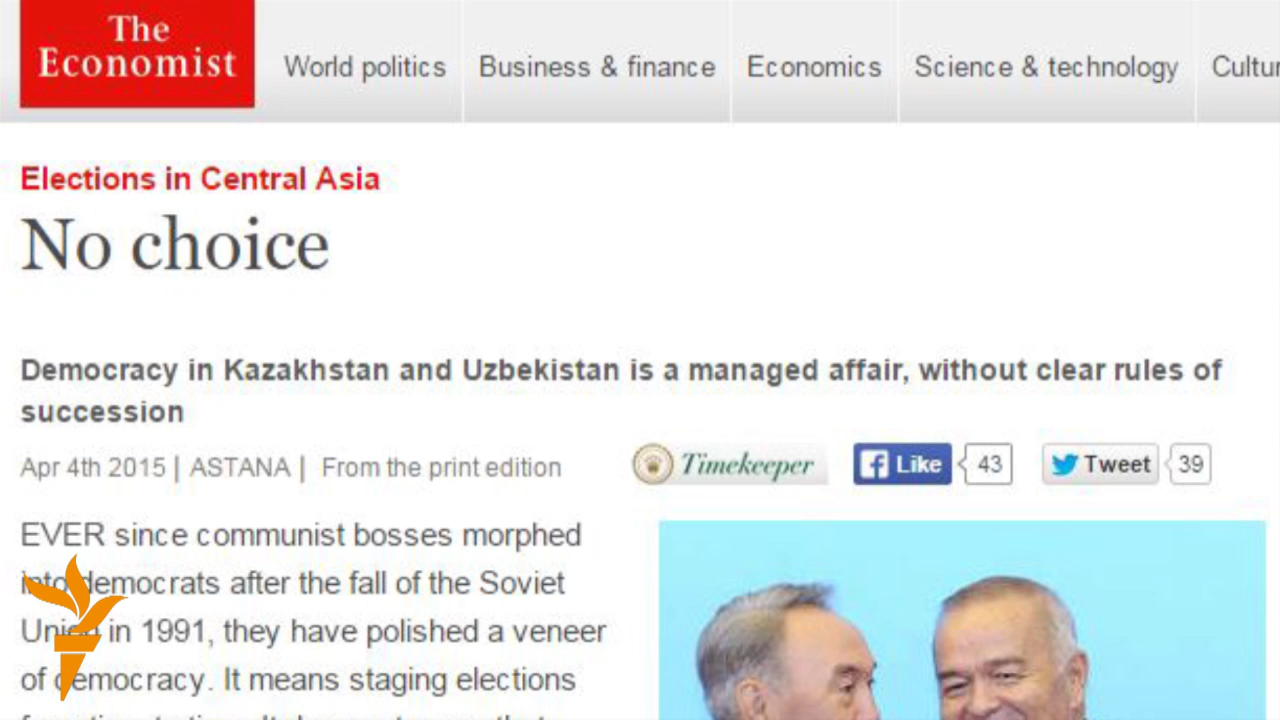 The
Economist
World politics
Business & finance
Economics
Science & technology
Cultur
Elections in Central Asia
No choice
Democracy in Kazakhstan and Uzbekistan is a managed affair, without clear rules of
succession
Apr 4th 2015 | ASTANA | From the print edition
Timekeeper
Like
43
Tweet
39
EVER since communist bosses morphed
into democrats after the fall of the Soviet
Union in 1991, they have polished a veneer
of democracy. It means staging elections